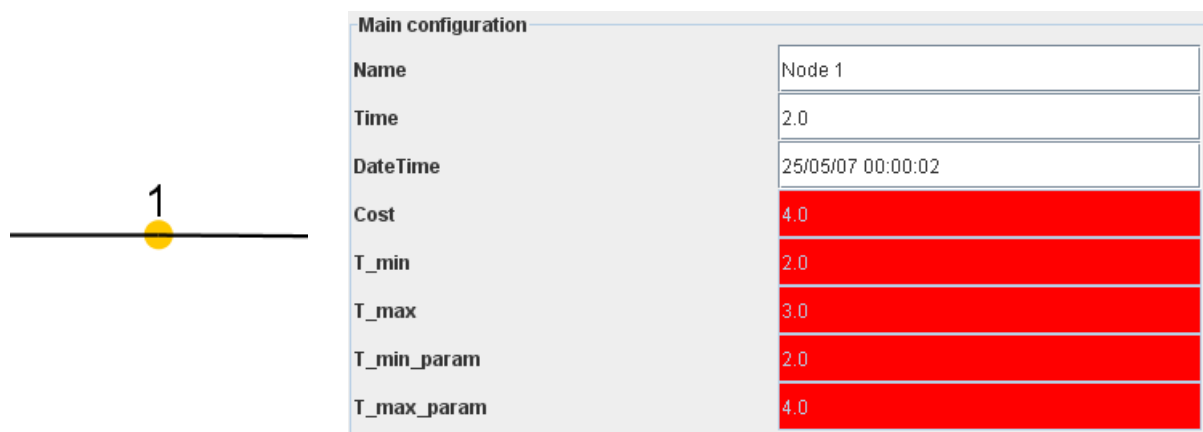 1
Main configuration
Name Node 1
Time 2.0
DateTime 25/05/07 00:00:02
Cost 4.0
T_min 2.0
T_max 3.0
T_min_param 2.0
T_max_param 4.0